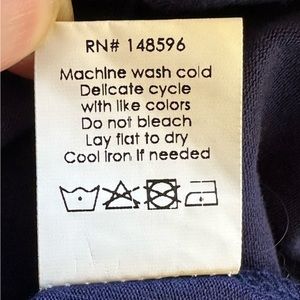 RN# 148596
Machine wash cold
Delicate cycle
with like colors
Do not bleach
Lay flat to dry
Cool iron if needed